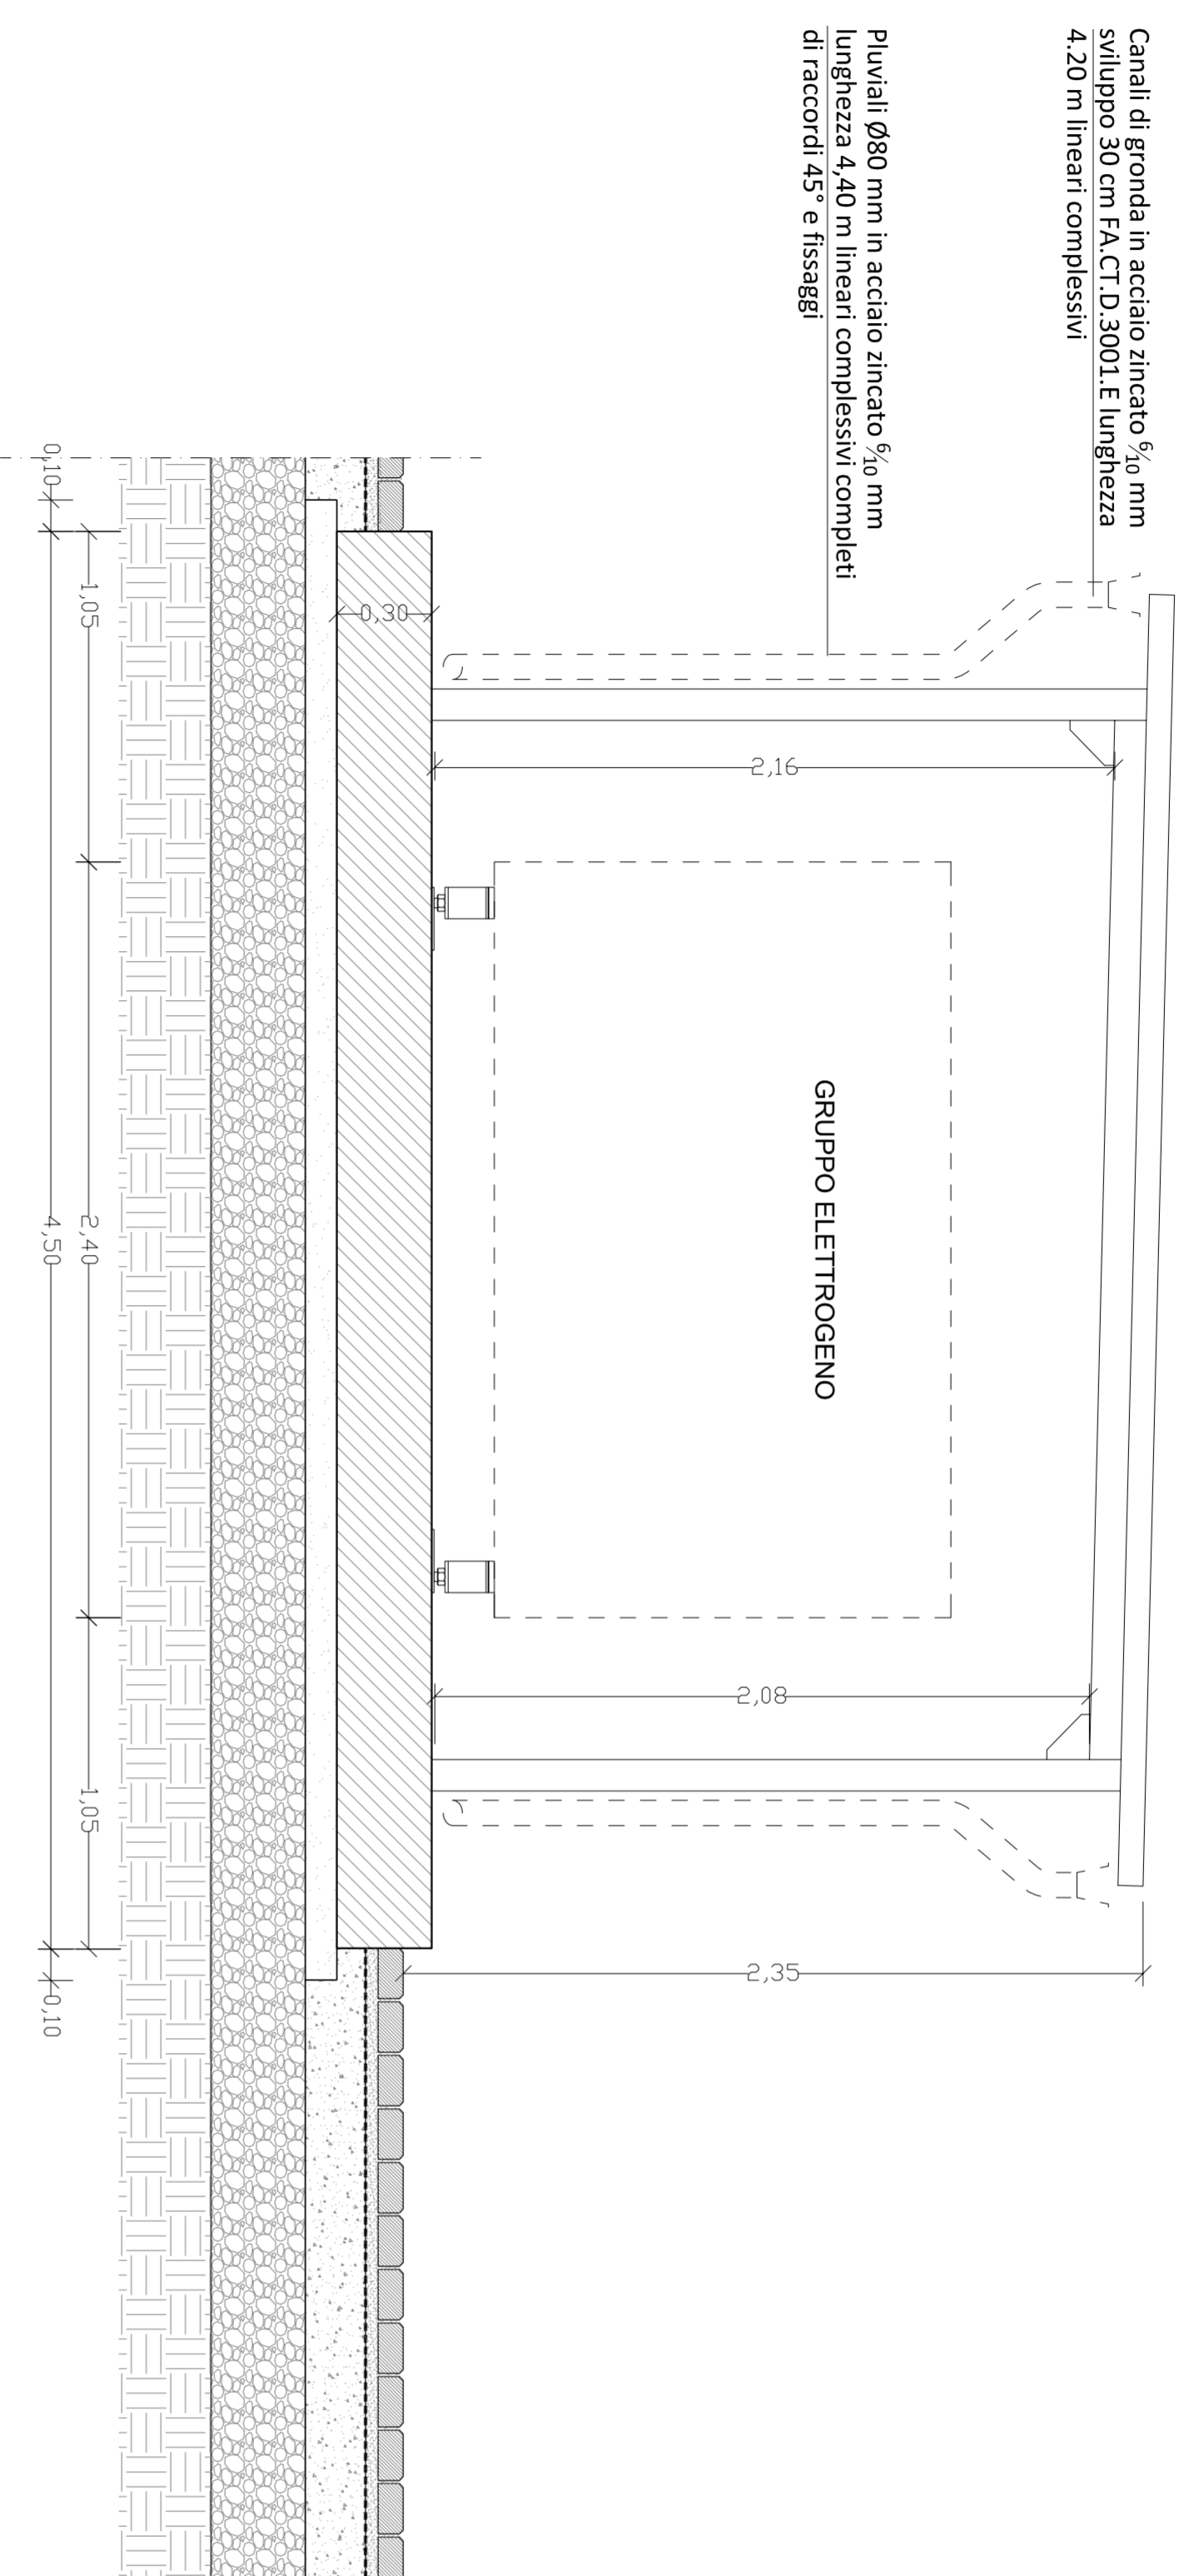 Canali di gronda in acciaio zincato 6/10 mm
sviluppo 30 cm FA.CT.D.3001.E lunghezza
4.20 m lineari complessivi
Pluviali Ø80 mm in acciaio zincato 6/10 mm
lunghezza 4,40 m lineari complessivi completi
di raccordi 45° e fissaggi
2,16
GRUPPO ELETTROGENO
2,08
2,35
0,30
1,05
2,40
1,05
0,10
4,50
0,10